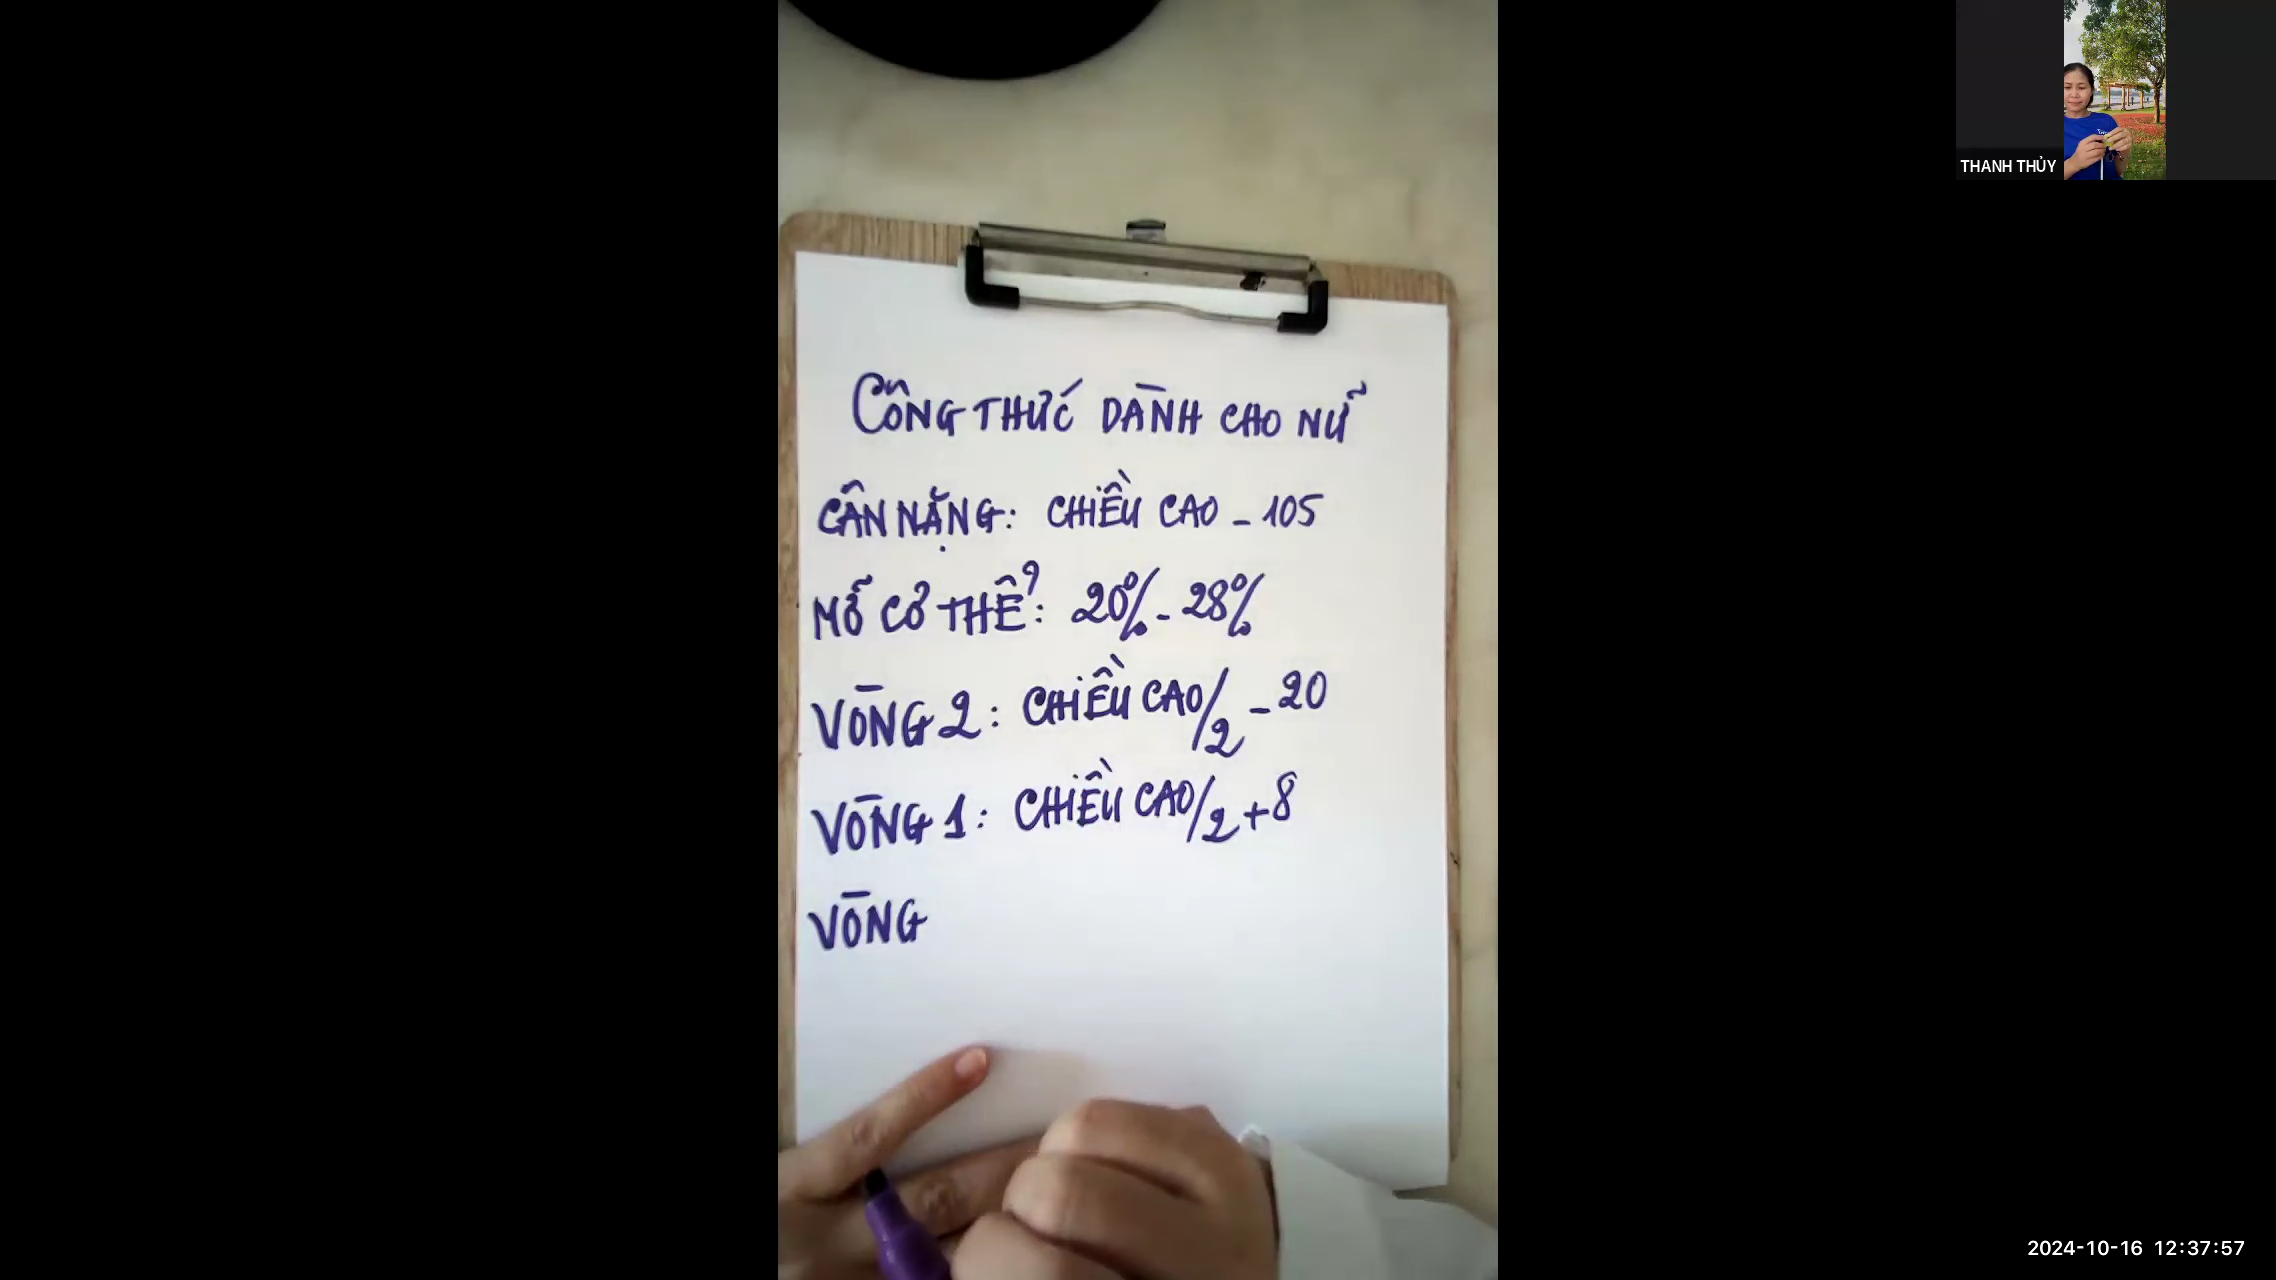 THANH THỦY
CÔNG THỨC DÀNH CHO NỮ
CÂN NẶNG: CHIỀU CAO - 105
MỠ CƠ THỂ: 20% - 28%
VÒNG 2: CHIỀU CAO/2 - 20
VÒNG 1: CHIỀU CAO/2 + 8
VÒNG
2024-10-16 12:37:57